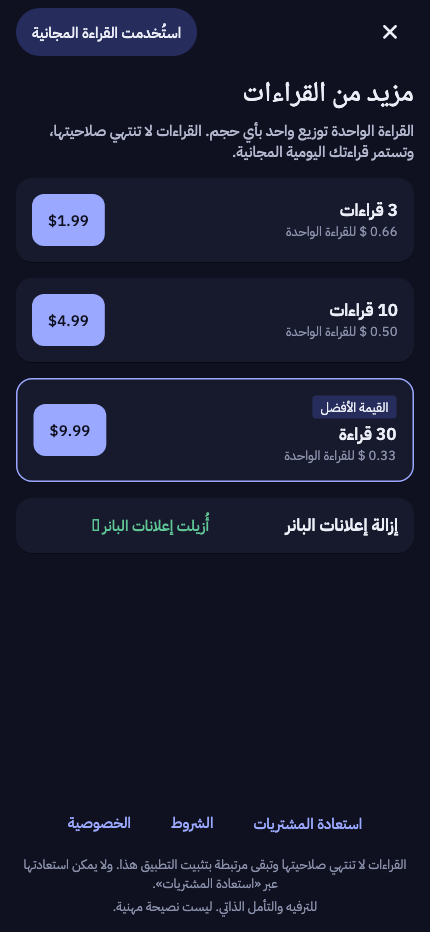 استُخدمت القراءة المجانية
مزيد من القراءات
القراءة الواحدة توزيع واحد بأي حجم. القراءات لا تنتهي صلاحيتها،
وتستمر قراءتك اليومية المجانية.
3 قراءات
0.66 $ للقراءة الواحدة
$1.99
10 قراءات
0.50 $ للقراءة الواحدة
$4.99
القيمة الأفضل
30 قراءة
0.33 $ للقراءة الواحدة
$9.99
إزالة إعلانات البانر
أُزيلت إعلانات البانر
استعادة المشتريات
الشروط
الخصوصية
القراءات لا تنتهي صلاحيتها وتبقى مرتبطة بتثبيت التطبيق هذا. ولا يمكن استعادتها
عبر «استعادة المشتريات».
للترفيه والتأمل الذاتي. ليست نصيحة مهنية.